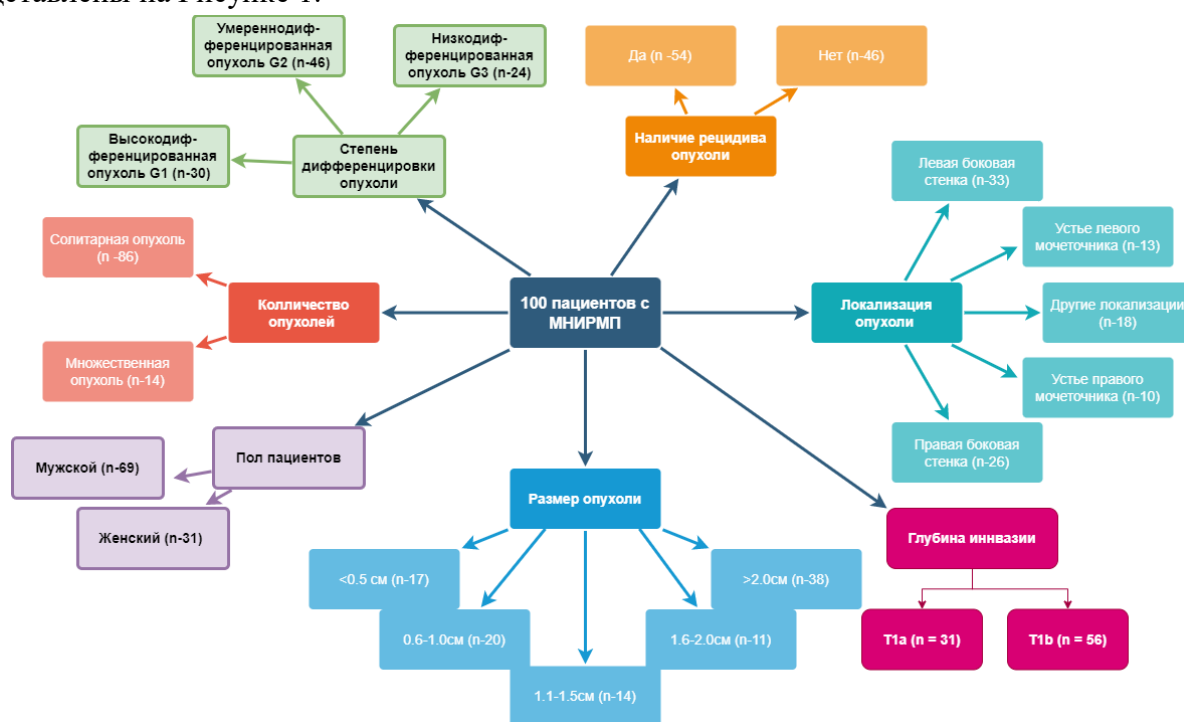 дставлены на Рисунке 1.
Умереннодиф-
ференцированная
опухоль G2 (n-46)
Низкодиф-
ференцированная
опухоль G3 (n-24)
Высокодиф-
ференцированная
опухоль G1 (n-30)
Степень
дифференцировки
опухоли
Да (n -54)
Нет (n-46)
Наличие рецидива
опухоли
Левая боковая
стенка (n-33)
Устье левого
мочеточника (n-13)
Другие локализации
(n-18)
Устье правого
мочеточника (n-10)
Правая боковая
стенка (n-26)
Локализация
опухоли
100 пациентов с
МНИРМП
Солитарная опухоль
(n -86)
Колличество
опухолей
Множественная
опухоль (n-14)
Мужской (n-69)
Пол пациентов
Женский (n-31)
Размер опухоли
<0.5 см (n-17)
0.6-1.0см (n-20)
1.1-1.5см (n-14)
1.6-2.0см (n-11)
>2.0см (n-38)
Глубина иннвазии
T1a (n = 31)
T1b (n = 56)